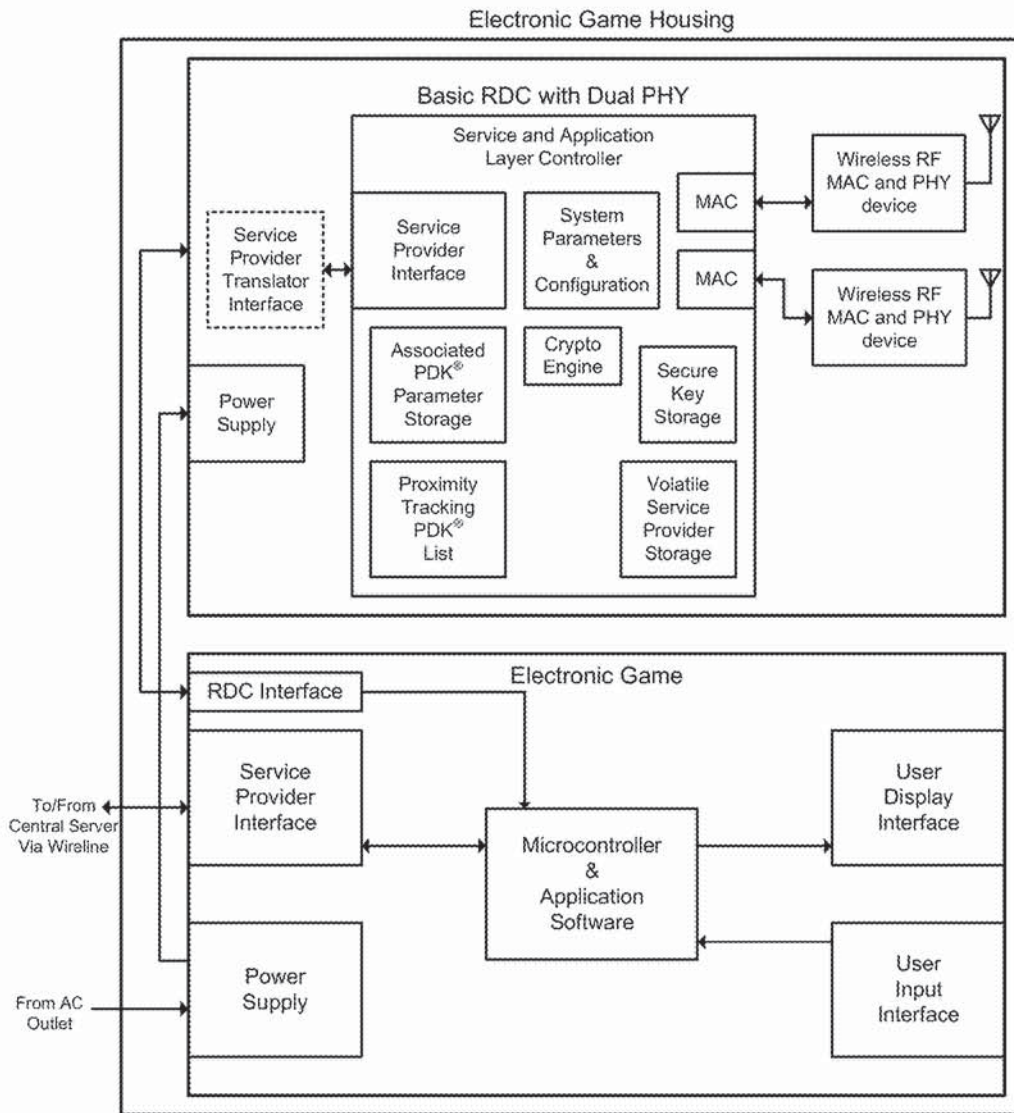 Electronic Game Housing
Basic RDC with Dual PHY
Service and Application
Layer Controller
MAC
Wireless RF
MAC and PHY
device
Service
Provider
Translator
Interface
Service
Provider
Interface
System
Parameters
&
Configuration
MAC
Wireless RF
MAC and PHY
device
Power
Supply
Associated
PDK®
Parameter
Storage
Crypto
Engine
Secure
Key
Storage
Proximity
Tracking
PDK®
List
Volatile
Service
Provider
Storage
Electronic Game
RDC Interface
Service
Provider
Interface
To/From
Central Server
Via Wireline
Microcontroller
&
Application
Software
User
Display
Interface
Power
Supply
From AC
Outlet
User
Input
Interface